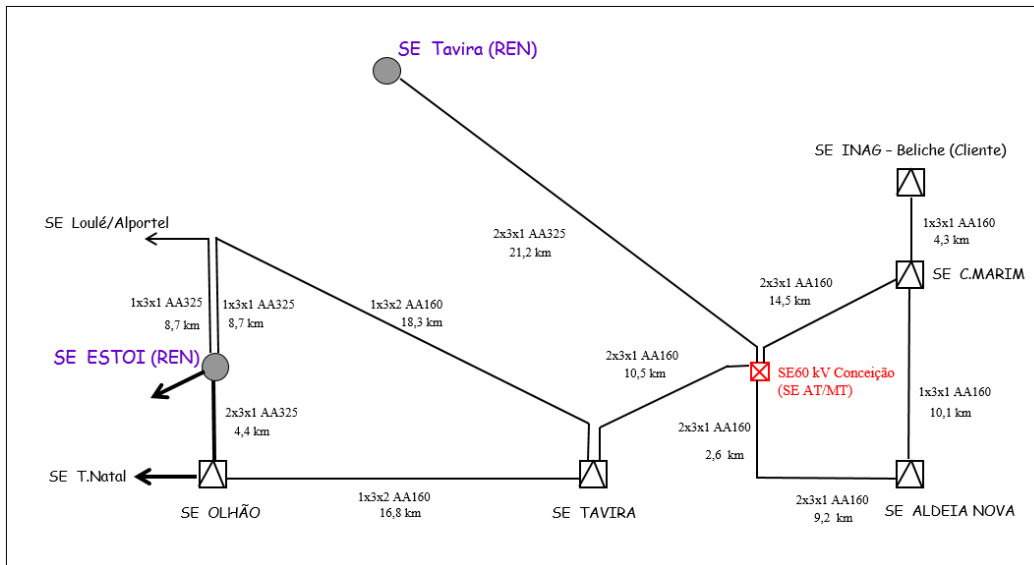 SE Tavira (REN)
SE INAG – Beliche (Cliente)
SE Loulé/Alportel
2x3x1 AA325
21,2 km
1x3x1 AA160
4,3 km
SE C.MARIM
1x3x1 AA325
8,7 km
1x3x1 AA325
8,7 km
1x3x2 AA160
18,3 km
2x3x1 AA160
14,5 km
SE ESTOI (REN)
2x3x1 AA160
10,5 km
SE60 kV Conceição
(SE AT/MT)
1x3x1 AA160
10,1 km
2x3x1 AA325
4,4 km
2x3x1 AA160
2,6 km
SE T.Natal
1x3x2 AA160
16,8 km
2x3x1 AA160
9,2 km
SE OLHÃO
SE TAVIRA
SE ALDEIA NOVA